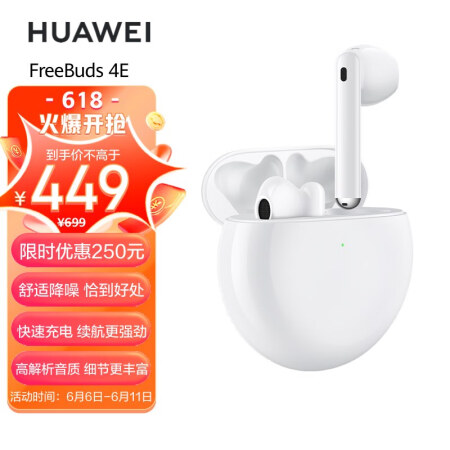 HUAWEI
FreeBuds 4E
-618-
火爆开抢
到手价不高于
¥449
¥699
限时优惠250元
舒适降噪 恰到好处
快速充电 续航更强劲
高解析音质 细节更丰富
活动时间：6月6日-6月11日